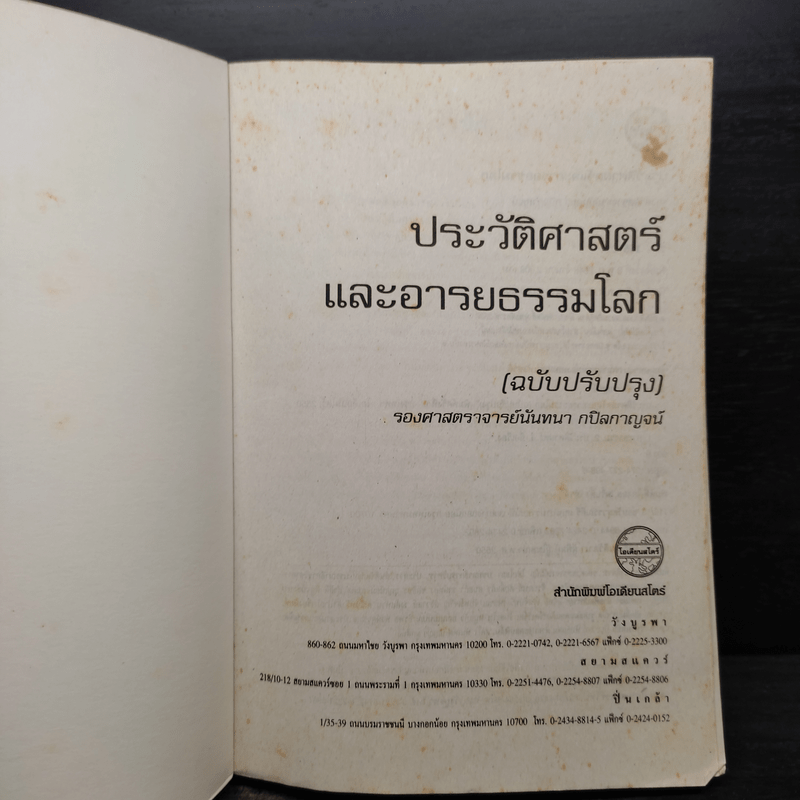 ประวัติศาสตร์
และอารยธรรมโลก
(ฉบับปรับปรุง)
รองศาสตราจารย์นันทนา กปิลกาญจน์
โอเดียนสโตร์
สำนักพิมพ์โอเดียนสโตร์
วังบูรพา
860-862 ถนนมหาไชย วังบูรพา กรุงเทพมหานคร 10200 โทร. 0-2221-0742, 0-2221-6567 แฟ็กซ์ 0-2225-3300
สยามสแควร์
218/10-12 สยามสแควร์ซอย 1 ถนนพระรามที่ 1 กรุงเทพมหานคร 10330 โทร. 0-2251-4476, 0-2254-8807 แฟ็กซ์ 0-2254-8806
ปิ่นเกล้า
1/35-39 ถนนบรมราชชนนี บางกอกน้อย กรุงเทพมหานคร 10700 โทร. 0-2434-8814-5 แฟ็กซ์ 0-2424-0152